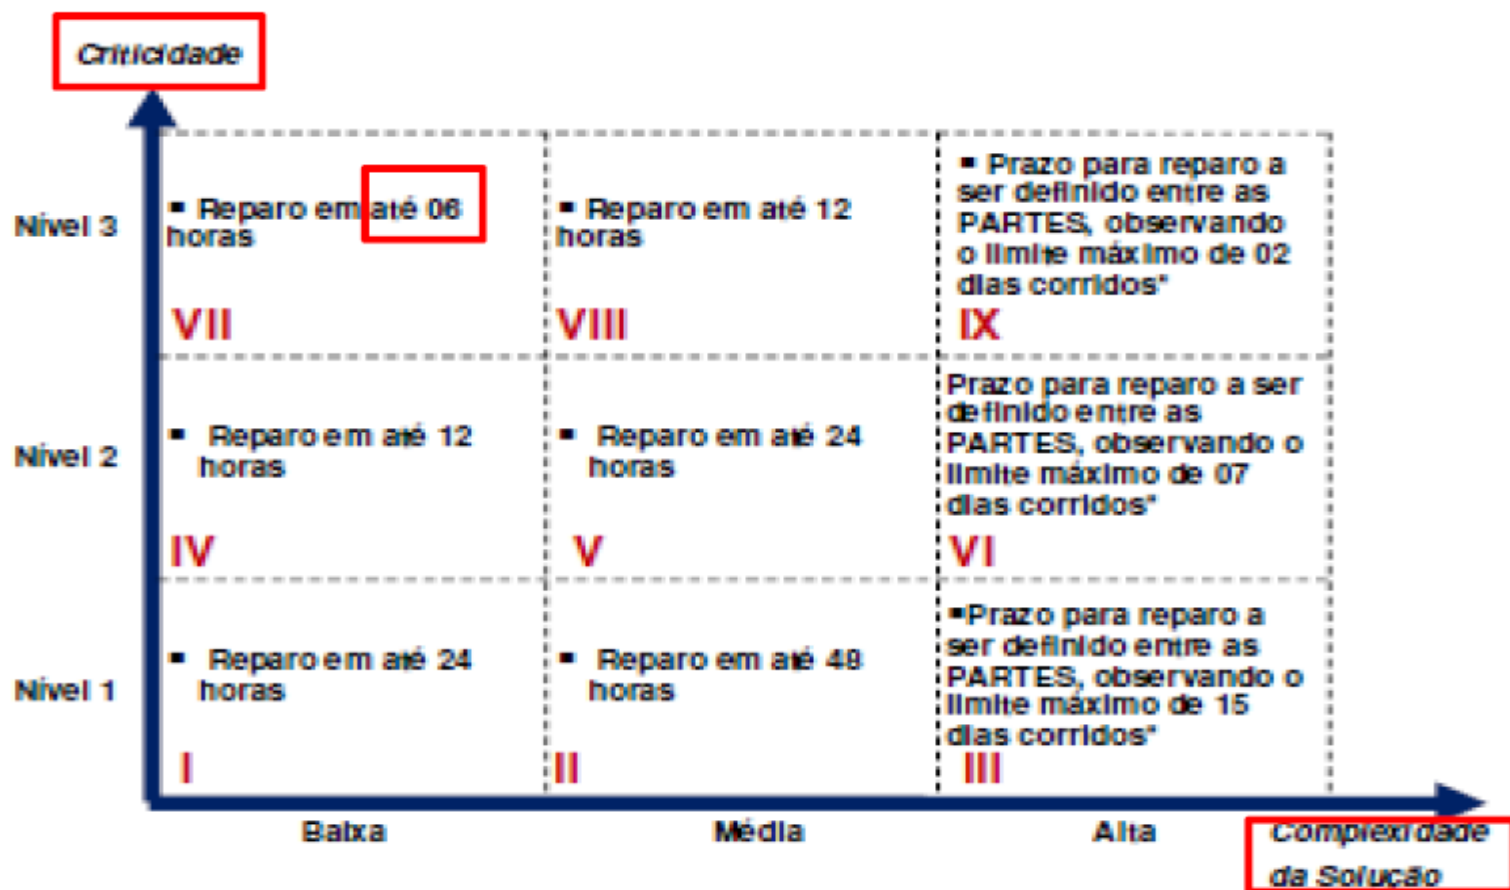 Criticidade
Nível 3
▪ Reparo em até 06
horas
VII
▪ Reparo em até 12
horas
VIII
▪ Prazo para reparo a
ser definido entre as
PARTES, observando
o limite máximo de 02
dias corridos*
IX
Nível 2
▪ Reparo em até 12
horas
IV
▪ Reparo em até 24
horas
V
Prazo para reparo a ser
definido entre as
PARTES, observando o
limite máximo de 07
dias corridos*
VI
Nível 1
▪ Reparo em até 24
horas
I
▪ Reparo em até 48
horas
II
▪Prazo para reparo a
ser definido entre as
PARTES, observando o
limite máximo de 15
dias corridos*
III
Baixa
Média
Alta
Complexidade
da Solução